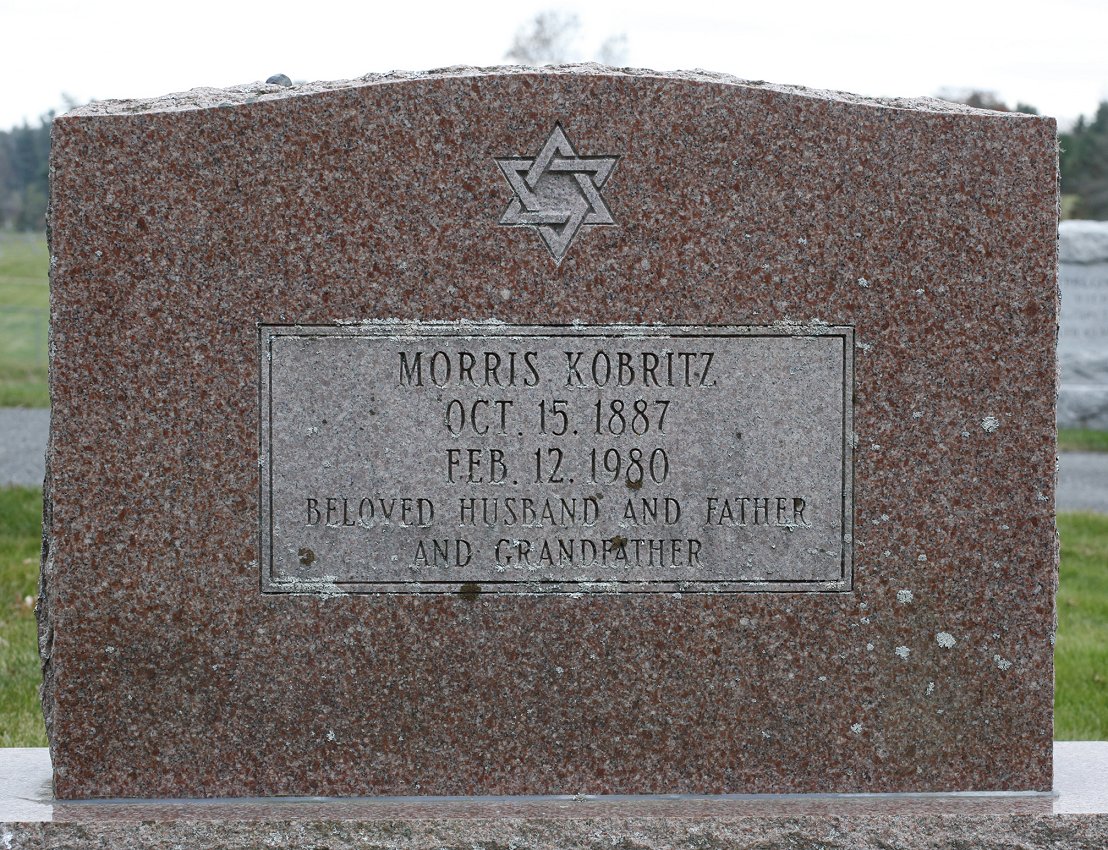 MORRIS KOBRITZ
OCT. 15. 1887
FEB. 12. 1980
BELOVED HUSBAND AND FATHER
AND GRANDFATHER